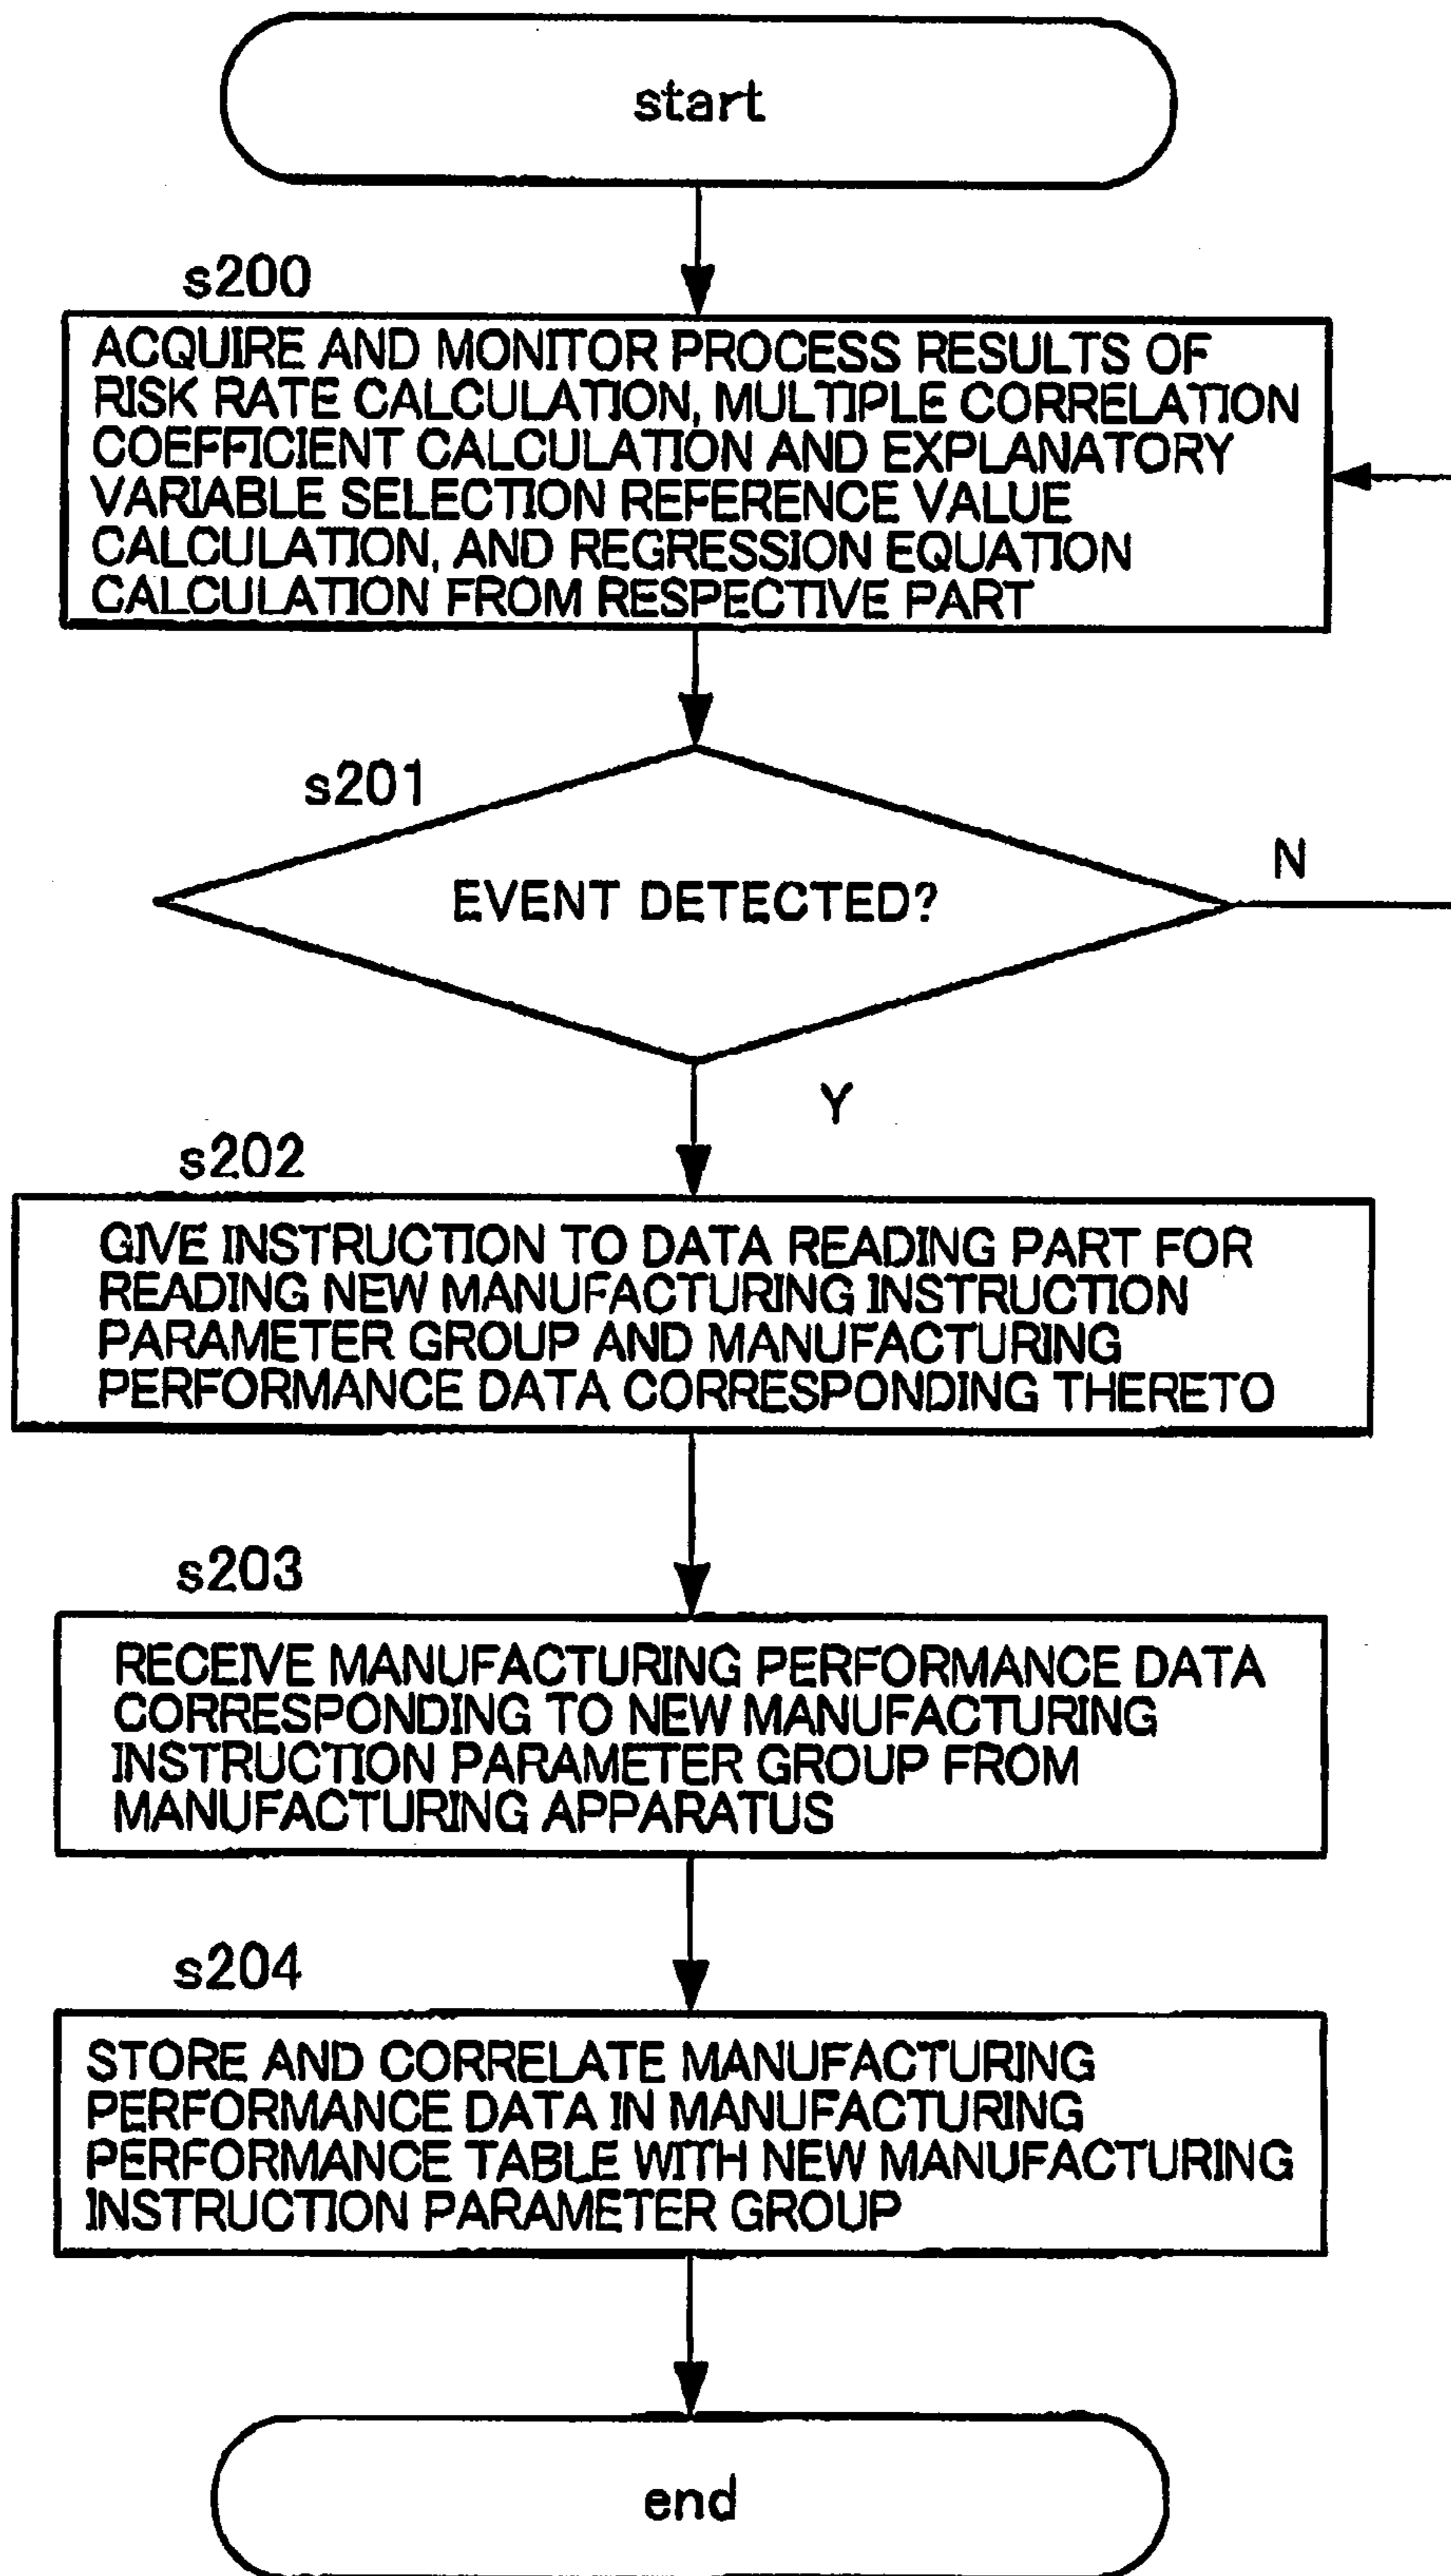 start
s200
ACQUIRE AND MONITOR PROCESS RESULTS OF
RISK RATE CALCULATION, MULTIPLE CORRELATION
COEFFICIENT CALCULATION AND EXPLANATORY
VARIABLE SELECTION REFERENCE VALUE
CALCULATION, AND REGRESSION EQUATION
CALCULATION FROM RESPECTIVE PART
s201
EVENT DETECTED?
N
Y
s202
GIVE INSTRUCTION TO DATA READING PART FOR
READING NEW MANUFACTURING INSTRUCTION
PARAMETER GROUP AND MANUFACTURING
PERFORMANCE DATA CORRESPONDING THERETO
s203
RECEIVE MANUFACTURING PERFORMANCE DATA
CORRESPONDING TO NEW MANUFACTURING
INSTRUCTION PARAMETER GROUP FROM
MANUFACTURING APPARATUS
s204
STORE AND CORRELATE MANUFACTURING
PERFORMANCE DATA IN MANUFACTURING
PERFORMANCE TABLE WITH NEW MANUFACTURING
INSTRUCTION PARAMETER GROUP
end